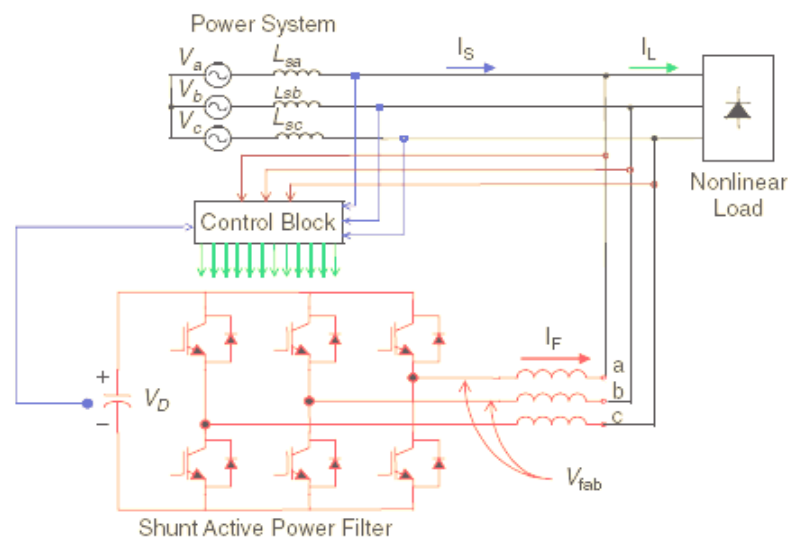 Power System
Va
Lsa
IS
IL
Vb
Lsb
Vc
Lsc
Nonlinear
Load
Control Block
IF
a
+
VD
b
−
c
Vfab
Shunt Active Power Filter